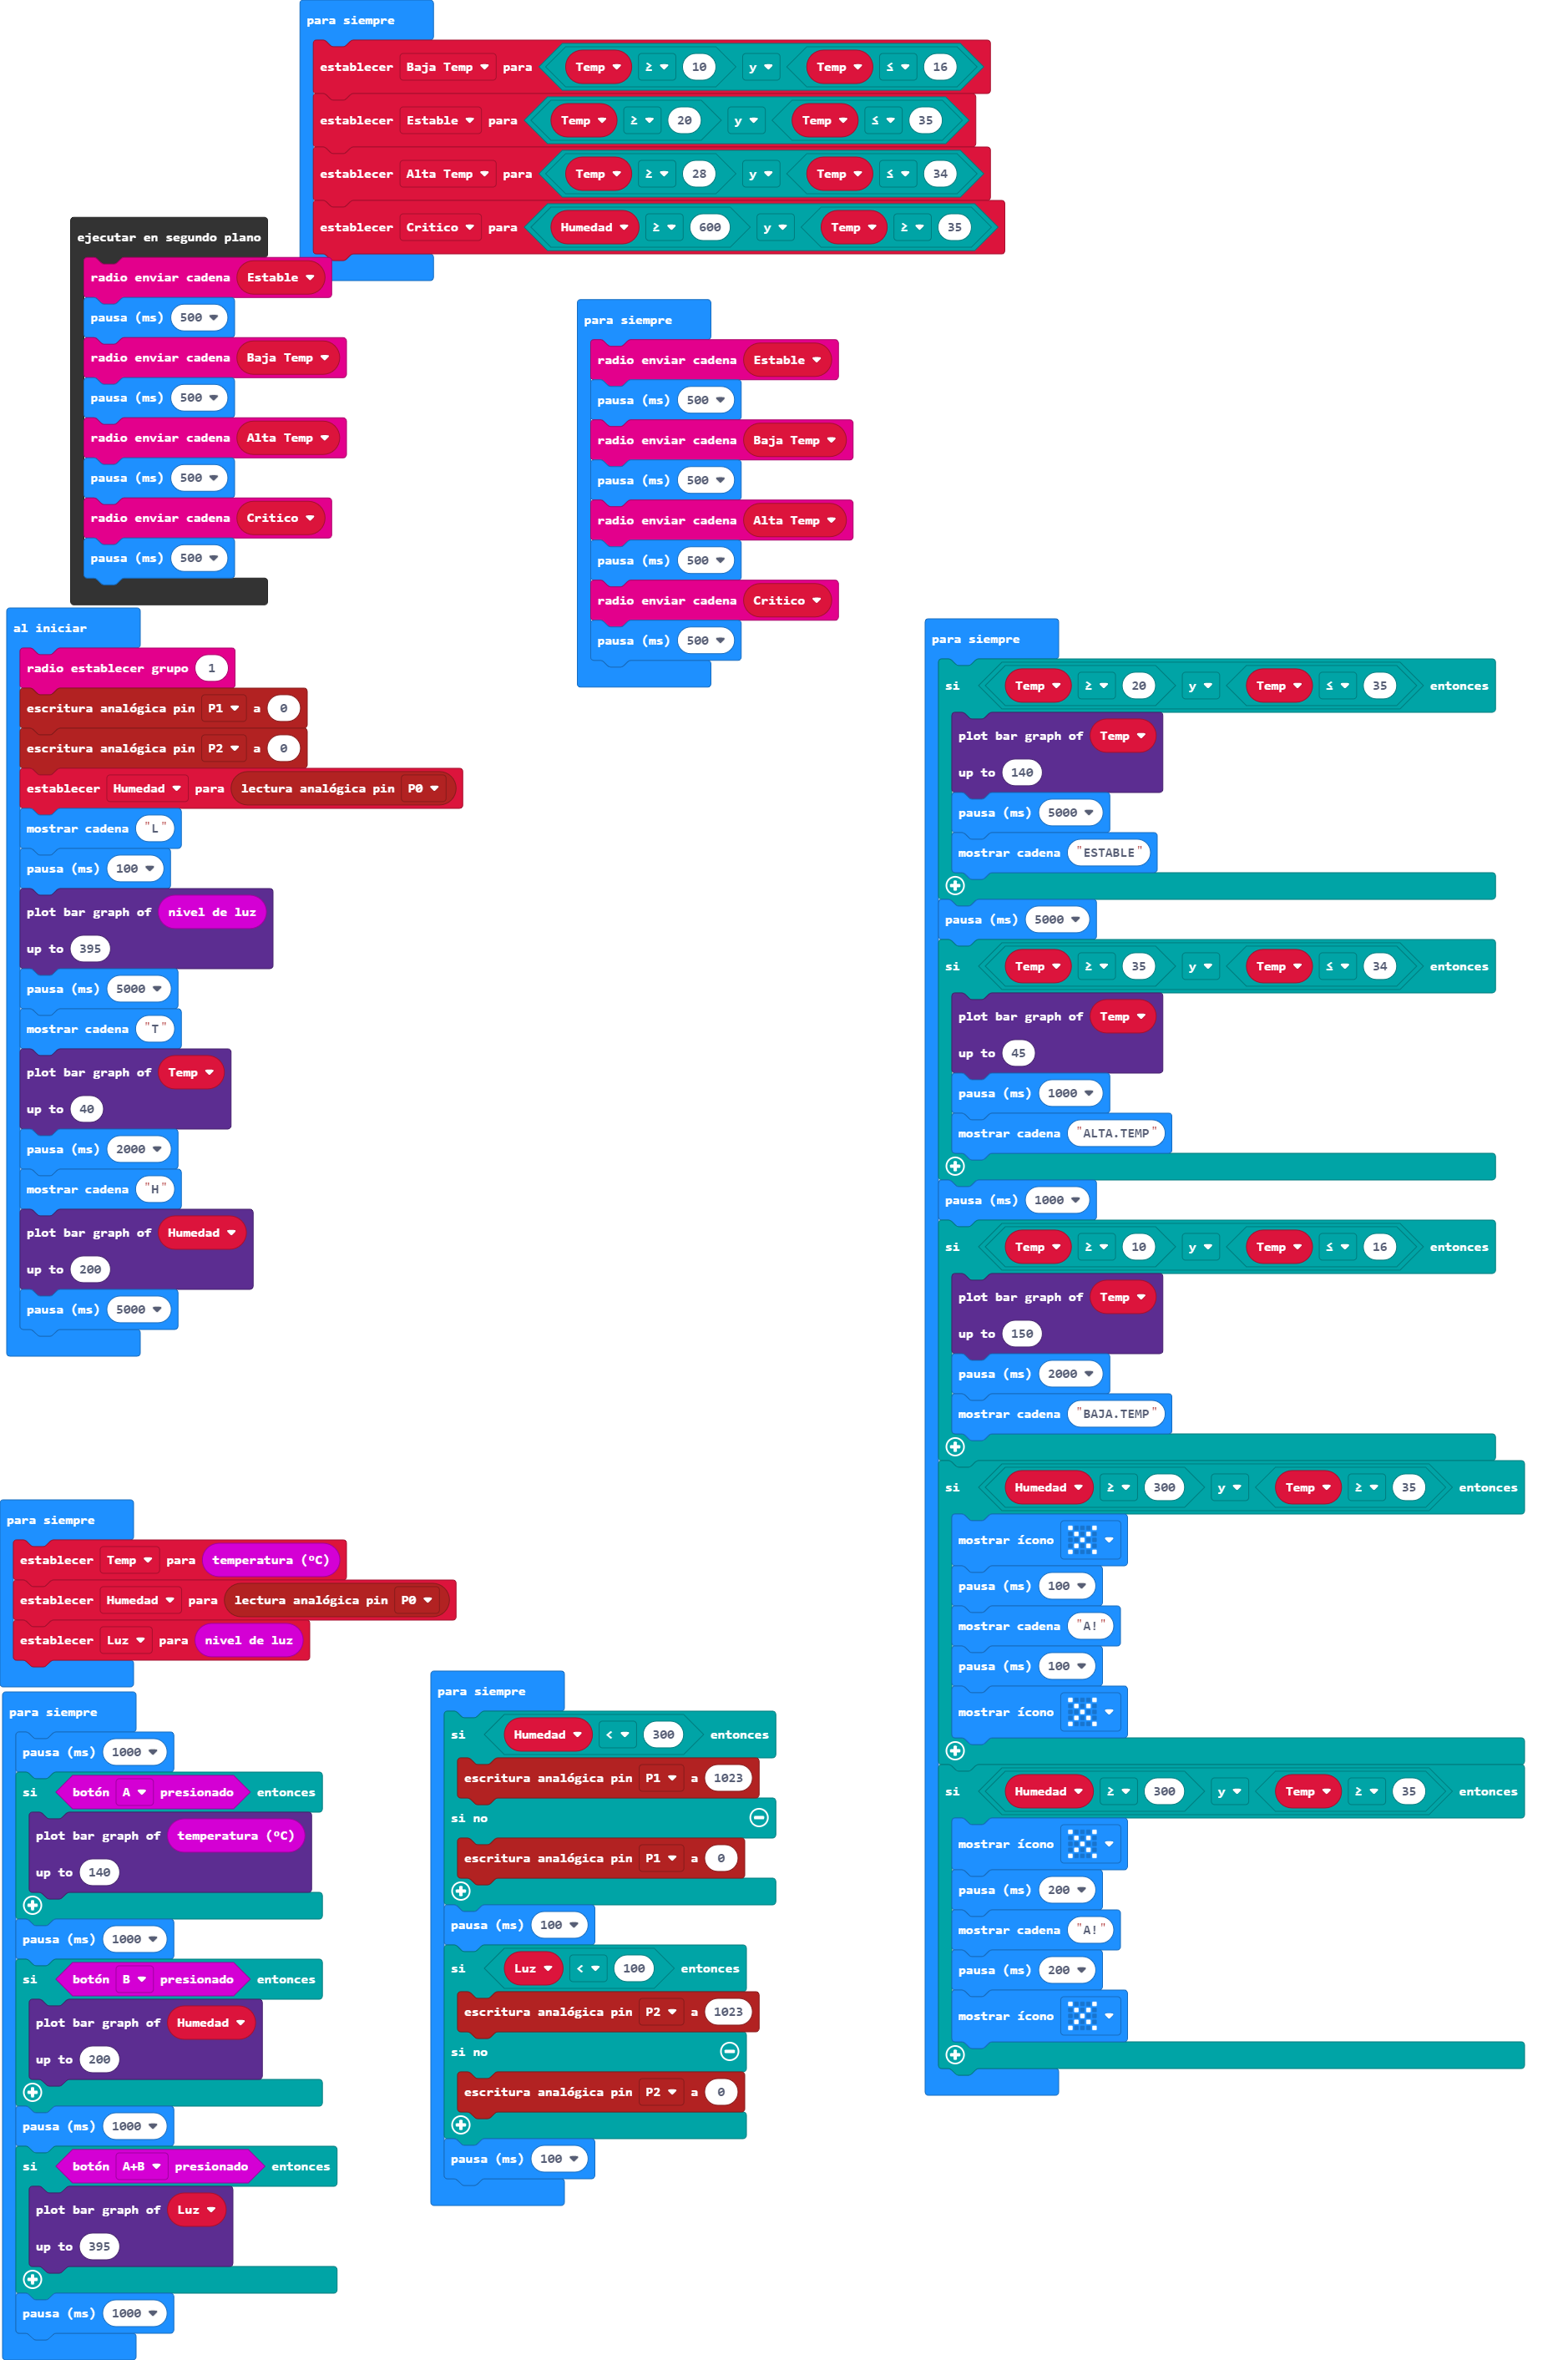 para siempre
establecer Baja Temp para Temp ≥ 10 y Temp ≤ 16
establecer Estable para Temp ≥ 20 y Temp ≤ 35
establecer Alta Temp para Temp ≥ 28 y Temp ≤ 34
establecer Critico para Humedad ≥ 600 y Temp ≥ 35
ejecutar en segundo plano
radio enviar cadena Estable
pausa (ms) 500
radio enviar cadena Baja Temp
pausa (ms) 500
radio enviar cadena Alta Temp
pausa (ms) 500
radio enviar cadena Critico
pausa (ms) 500
para siempre
radio enviar cadena Estable
pausa (ms) 500
radio enviar cadena Baja Temp
pausa (ms) 500
radio enviar cadena Alta Temp
pausa (ms) 500
radio enviar cadena Critico
pausa (ms) 500
al iniciar
radio establecer grupo 1
escritura analógica pin P1 a 0
escritura analógica pin P2 a 0
establecer Humedad para lectura analógica pin P0
mostrar cadena "L"
pausa (ms) 100
plot bar graph of nivel de luz
up to 395
pausa (ms) 5000
mostrar cadena "T"
plot bar graph of Temp
up to 40
pausa (ms) 2000
mostrar cadena "H"
plot bar graph of Humedad
up to 200
pausa (ms) 5000
para siempre
si Temp ≥ 20 y Temp ≤ 35 entonces
plot bar graph of Temp
up to 140
pausa (ms) 5000
mostrar cadena "ESTABLE"
pausa (ms) 5000
si Temp ≥ 35 y Temp ≤ 34 entonces
plot bar graph of Temp
up to 45
pausa (ms) 1000
mostrar cadena "ALTA.TEMP"
pausa (ms) 1000
si Temp ≥ 10 y Temp ≤ 16 entonces
plot bar graph of Temp
up to 150
pausa (ms) 2000
mostrar cadena "BAJA.TEMP"
si Humedad ≥ 300 y Temp ≥ 35 entonces
mostrar ícono
pausa (ms) 100
mostrar cadena "A!"
pausa (ms) 100
mostrar ícono
si Humedad ≥ 300 y Temp ≥ 35 entonces
mostrar ícono
pausa (ms) 200
mostrar cadena "A!"
pausa (ms) 200
mostrar ícono
para siempre
establecer Temp para temperatura (ºC)
establecer Humedad para lectura analógica pin P0
establecer Luz para nivel de luz
para siempre
pausa (ms) 1000
si botón A presionado entonces
plot bar graph of temperatura (ºC)
up to 140
pausa (ms) 1000
si botón B presionado entonces
plot bar graph of Humedad
up to 200
pausa (ms) 1000
si botón A+B presionado entonces
plot bar graph of Luz
up to 395
pausa (ms) 1000
para siempre
si Humedad < 300 entonces
escritura analógica pin P1 a 1023
si no
escritura analógica pin P1 a 0
pausa (ms) 100
si Luz < 100 entonces
escritura analógica pin P2 a 1023
si no
escritura analógica pin P2 a 0
pausa (ms) 100